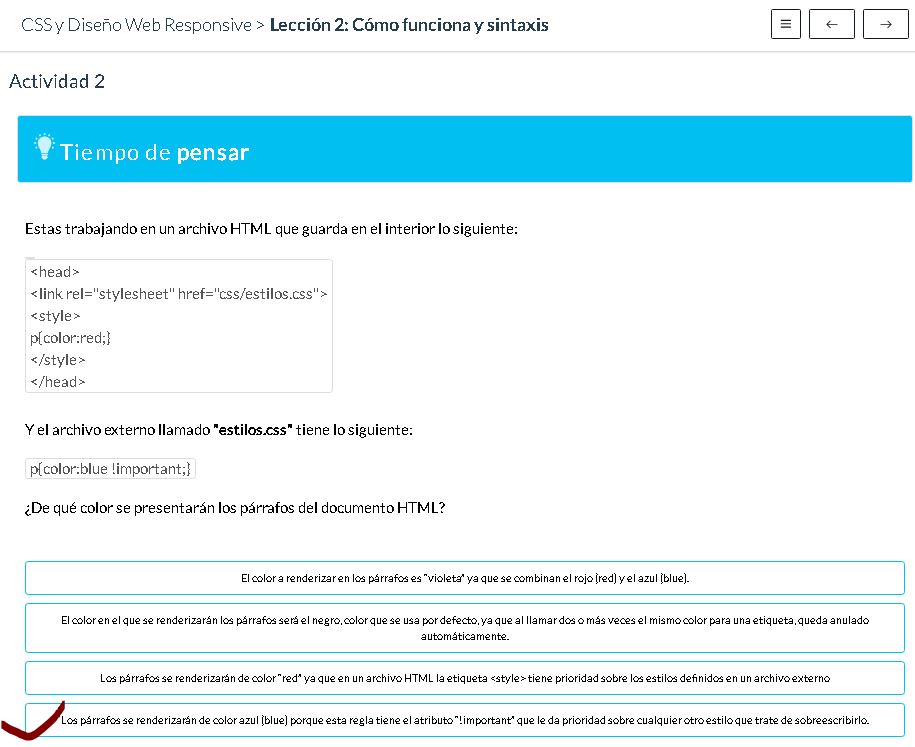 CSS y Diseño Web Responsive > Lección 2: Cómo funciona y sintaxis
Actividad 2
Tiempo de pensar
Estas trabajando en un archivo HTML que guarda en el interior lo siguiente:
<head>
<link rel="stylesheet" href="css/estilos.css">
<style>
p{color:red;}
</style>
</head>
Y el archivo externo llamado "estilos.css" tiene lo siguiente:
p{color:blue !important;}
¿De qué color se presentarán los párrafos del documento HTML?
El color a renderizar en los párrafos es "violeta" ya que se combinan el rojo (red) y el azul (blue).
El color en el que se renderizarán los párrafos será el negro, color que se usa por defecto, ya que al llamar dos o más veces el mismo color para una etiqueta, queda anulado
automáticamente.
Los párrafos se renderizarán de color "red" ya que en un archivo HTML la etiqueta <style> tiene prioridad sobre los estilos definidos en un archivo externo
Los párrafos se renderizarán de color azul (blue) porque esta regla tiene el atributo "!important" que le da prioridad sobre cualquier otro estilo que trate de sobreescribirlo.